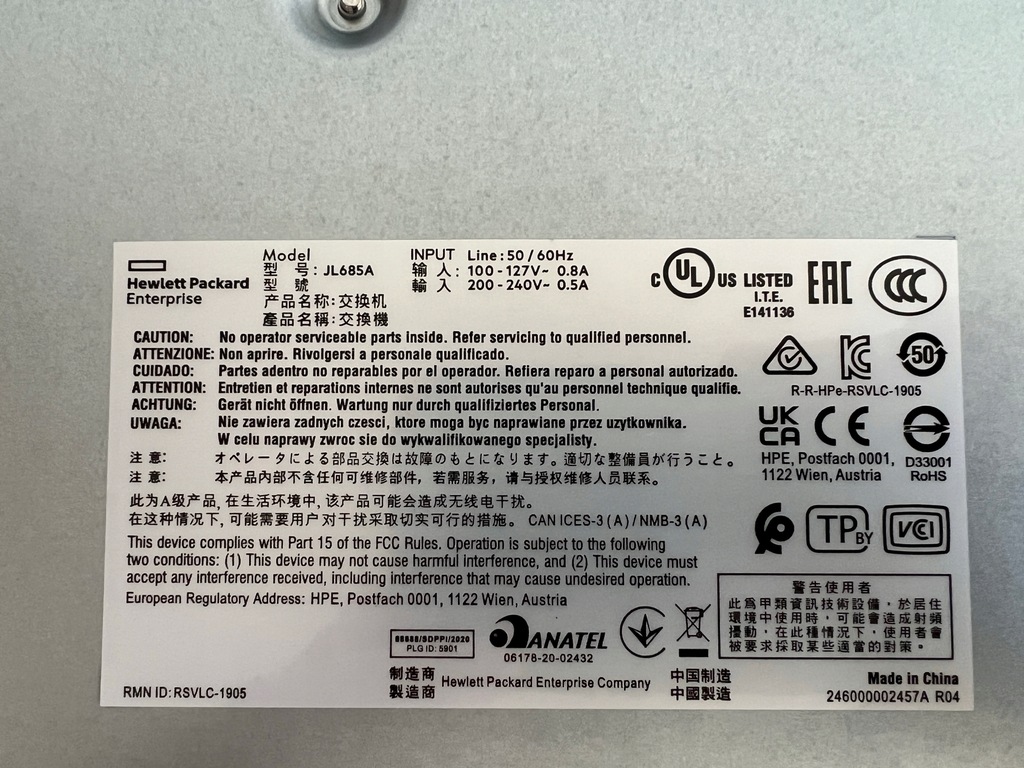 Hewlett Packard
Enterprise
Model
型 号: JL685A
型 號
产品名称:交换机
產品名稱:交換機
INPUT Line: 50 / 60Hz
输 入: 100 - 127V~ 0.8A
輸 入 200 - 240V~ 0.5A
C UL US LISTED
I.T.E.
E141136
EAC
CCC
CAUTION: No operator serviceable parts inside. Refer servicing to qualified personnel.
ATTENZIONE: Non aprire. Rivolgersi a personale qualificado.
CUIDADO: Partes adentro no reparables por el operador. Refiera reparo a personal autorizado.
ATTENTION: Entretien et reparations internes ne sont autorises qu'au personnel technique qualifie.
ACHTUNG: Gerät nicht öffnen. Wartung nur durch qualifiziertes Personal.
UWAGA: Nie zawiera zadnych czesci, ktore moga byc naprawiane przez uzytkownika.
W celu naprawy zwroc sie do wykwalifikowanego specjalisty.
注 意: オペレータによる部品交換は故障のもとになります。適切な整備員が行うこと。
注 意: 本产品内部不含任何可维修部件, 若需服务, 请与授权维修人员联系。
此为A级产品, 在生活环境中, 该产品可能会造成无线电干扰。
在这种情况下, 可能需要用户对干扰采取切实可行的措施。 CAN ICES-3 (A) / NMB-3 (A)
This device complies with Part 15 of the FCC Rules. Operation is subject to the following
two conditions: (1) This device may not cause harmful interference, and (2) This device must
accept any interference received, including interference that may cause undesired operation.
European Regulatory Address: HPE, Postfach 0001, 1122 Wien, Austria
50
R-R-HPe-RSVLC-1905
UK
CA
CE
HPE, Postfach 0001,
1122 Wien, Austria
D33001
RoHS
TP BY
VCCI
警告使用者
此爲甲類資訊技術設備, 於居住
環境中使用時, 可能會造成射頻
擾動, 在此種情況下, 使用者會
被要求採取某些適當的對策。
88688/SDPPI/2020
PLG ID: 5901
ANATEL
06178-20-02432
制造商
製造商 Hewlett Packard Enterprise Company
中国制造
中國製造
RMN ID: RSVLC-1905
Made in China
246000002457A R04